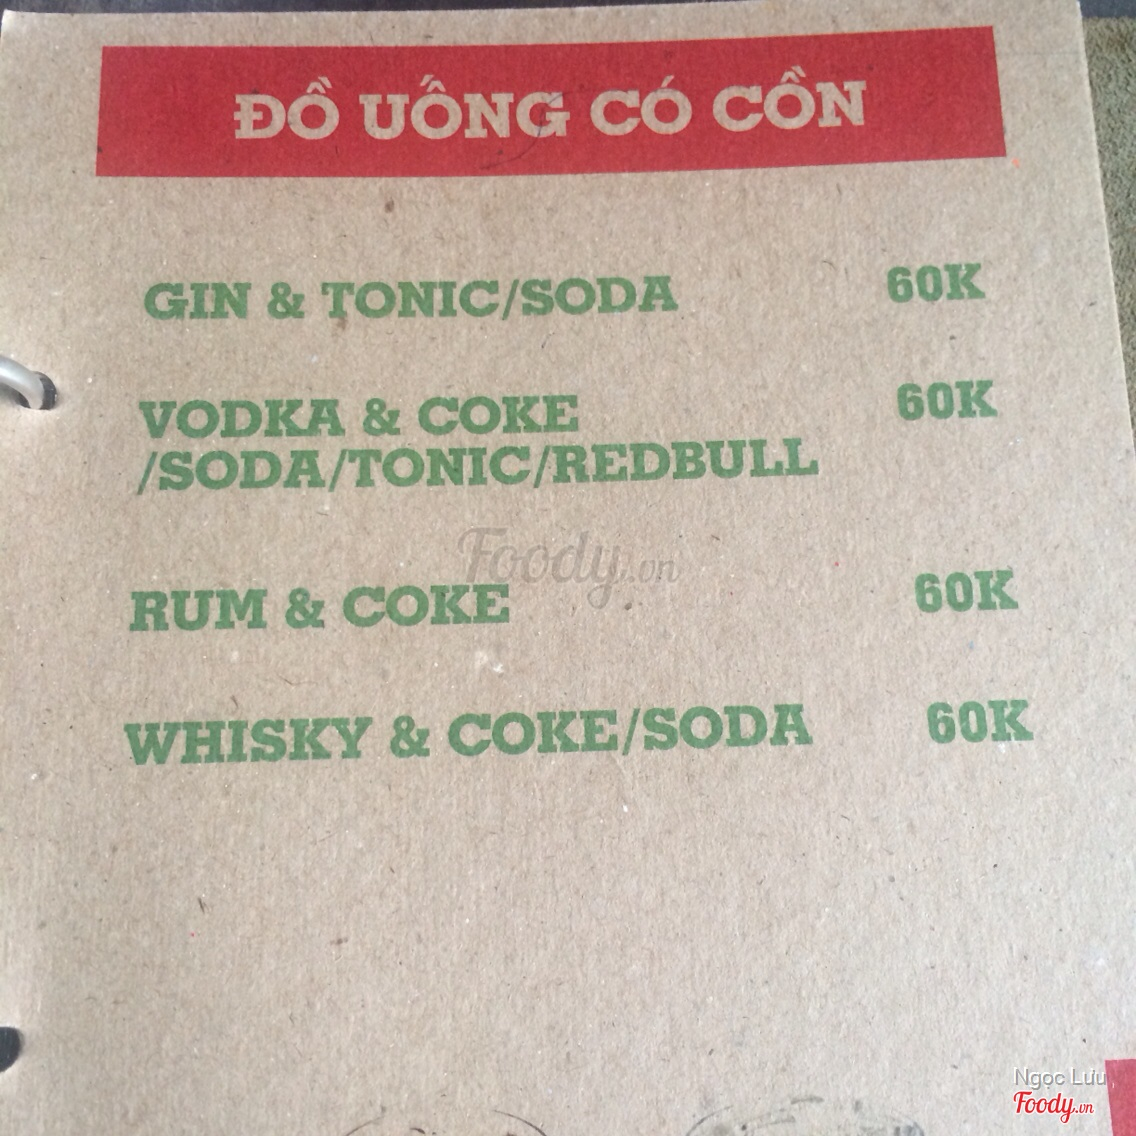 ĐỒ UỐNG CÓ CỒN
GIN & TONIC/SODA 60K
VODKA & COKE 60K
/SODA/TONIC/REDBULL
Foody.vn
RUM & COKE 60K
WHISKY & COKE/SODA 60K
Ngọc Lưu
Foody.vn